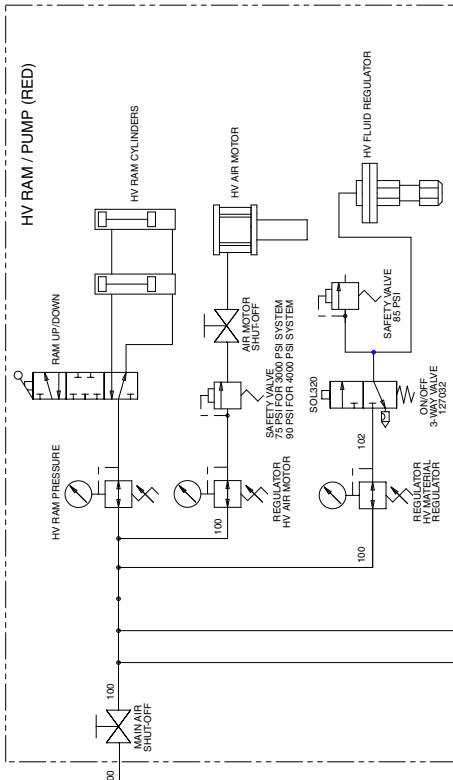 HV RAM / PUMP (RED)
HV RAM CYLINDERS
RAM UP/DOWN
HV RAM PRESSURE
HV AIR MOTOR
AIR MOTOR
SHUT-OFF
SAFETY VALVE
75 PSI FOR 3000 PSI SYSTEM
90 PSI FOR 4000 PSI SYSTEM
REGULATOR
HV AIR MOTOR
100
HV FLUID REGULATOR
SAFETY VALVE
85 PSI
SOL320
ON/OFF
3-WAY VALVE
127032
102
REGULATOR
HV MATERIAL
REGULATOR
100
100
MAIN AIR
SHUT-OFF
00